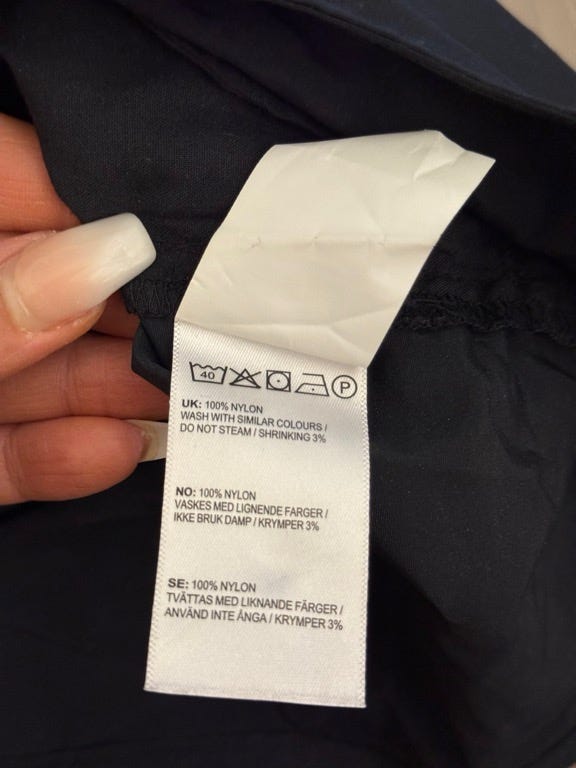 40 P
UK: 100% NYLON
WASH WITH SIMILAR COLOURS /
DO NOT STEAM / SHRINKING 3%
NO: 100% NYLON
VASKES MED LIGNENDE FARGER /
IKKE BRUK DAMP / KRYMPER 3%
SE: 100% NYLON
TVÄTTAS MED LIKNANDE FÄRGER /
ANVÄND INTE ÅNGA / KRYMPER 3%